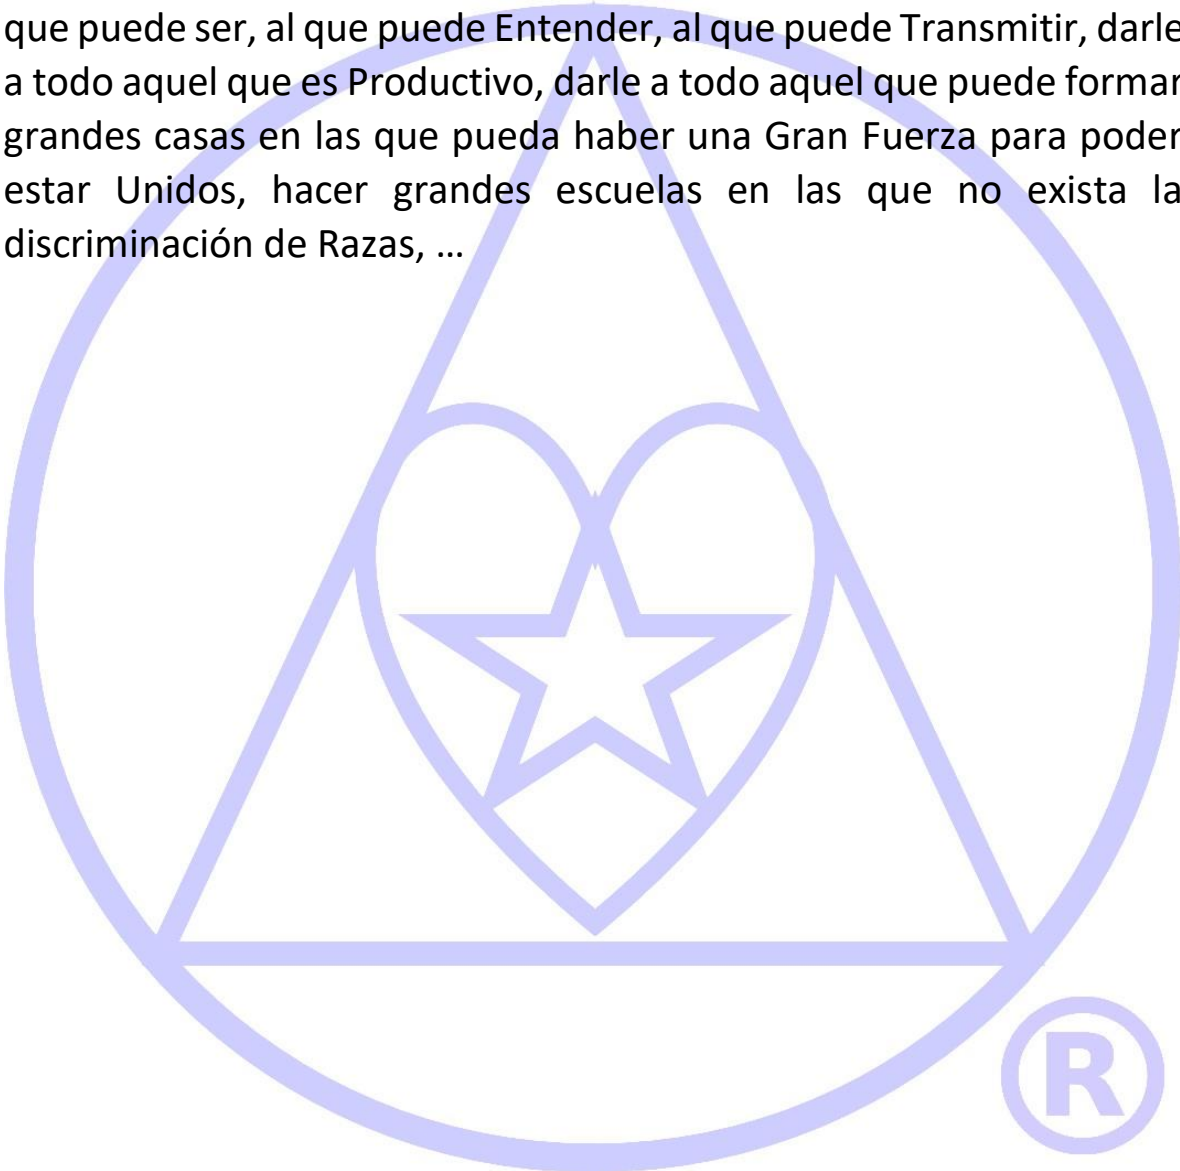 que puede ser, al que puede Entender, al que puede Transmitir, darle
a todo aquel que es Productivo, darle a todo aquel que puede formar
grandes casas en las que pueda haber una Gran Fuerza para poder
estar Unidos, hacer grandes escuelas en las que no exista la
discriminación de Razas, ...
®